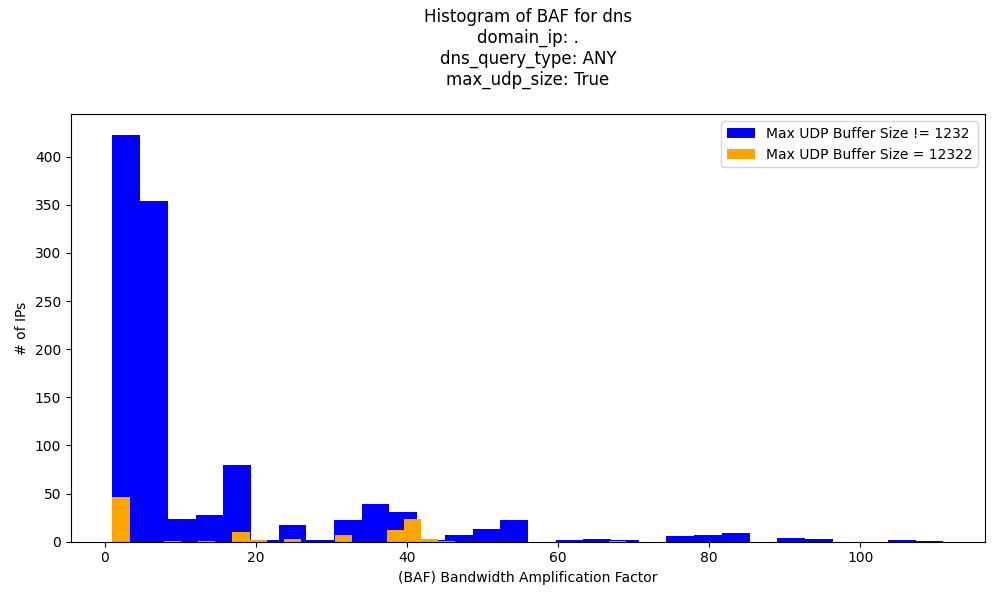 Histogram of BAF for dns
domain_ip: .
dns_query_type: ANY
max_udp_size: True
Max UDP Buffer Size != 1232
Max UDP Buffer Size = 12322
400
350
300
250
200
150
100
50
0
# of IPs
0 20 40 60 80 100
(BAF) Bandwidth Amplification Factor